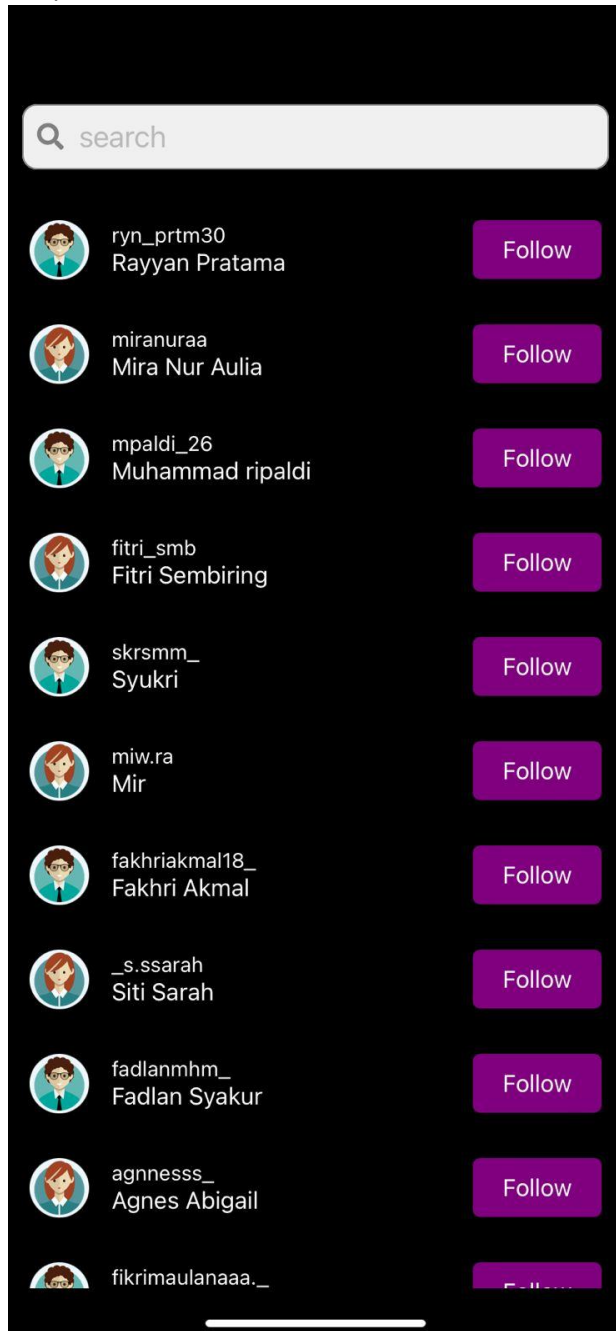 search
ryn_prtm30
Rayyan Pratama
Follow
miranuraa
Mira Nur Aulia
Follow
mpaldi_26
Muhammad ripaldi
Follow
fitri_smb
Fitri Sembiring
Follow
skrsmm_
Syukri
Follow
miw.ra
Mir
Follow
fakhriakmal18_
Fakhri Akmal
Follow
_s.ssarah
Siti Sarah
Follow
fadlanmhm_
Fadlan Syakur
Follow
agnnesss_
Agnes Abigail
Follow
fikrimaulanaaa._
Follow